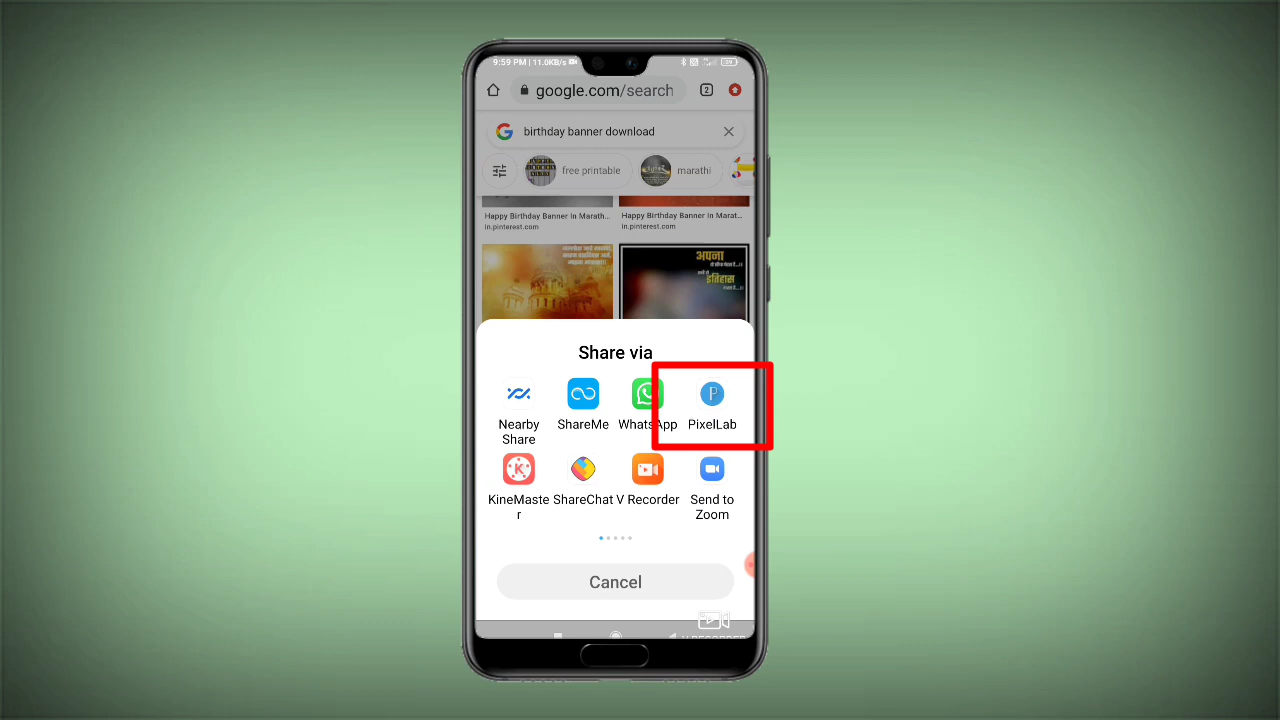 9:59 PM | 11.0KB/s
59
google.com/search
2
birthday banner download
free printable
marathi
Happy Birthday Banner In Marath...
in.pinterest.com
Happy Birthday Banner In Marat...
in.pinterest.com
अपना
इतिहास
Share via
Nearby Share
ShareMe
WhatsApp
P
PixelLab
K
KineMaste
r
ShareChat
V Recorder
Send to
Zoom
Cancel
V RECORDER